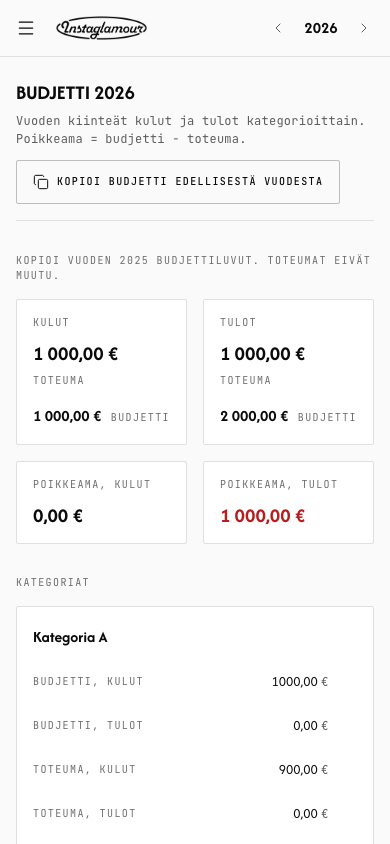 Instaglamour
2026
BUDJETTI 2026
Vuoden kiinteät kulut ja tulot kategorioittain.
Poikkeama = budjetti - toteuma.
KOPIOI BUDJETTI EDELLISESTÄ VUODESTA
KOPIOI VUODEN 2025 BUDJETTILUVUT. TOTEUMAT EIVÄT
MUUTU.
KULUT
1 000,00 €
TOTEUMA
1 000,00 € BUDJETTI
TULOT
1 000,00 €
TOTEUMA
2 000,00 € BUDJETTI
POIKKEAMA, KULUT
0,00 €
POIKKEAMA, TULOT
1 000,00 €
KATEGORIAT
Kategoria A
BUDJETTI, KULUT 1000,00 €
BUDJETTI, TULOT 0,00 €
TOTEUMA, KULUT 900,00 €
TOTEUMA, TULOT 0,00 €